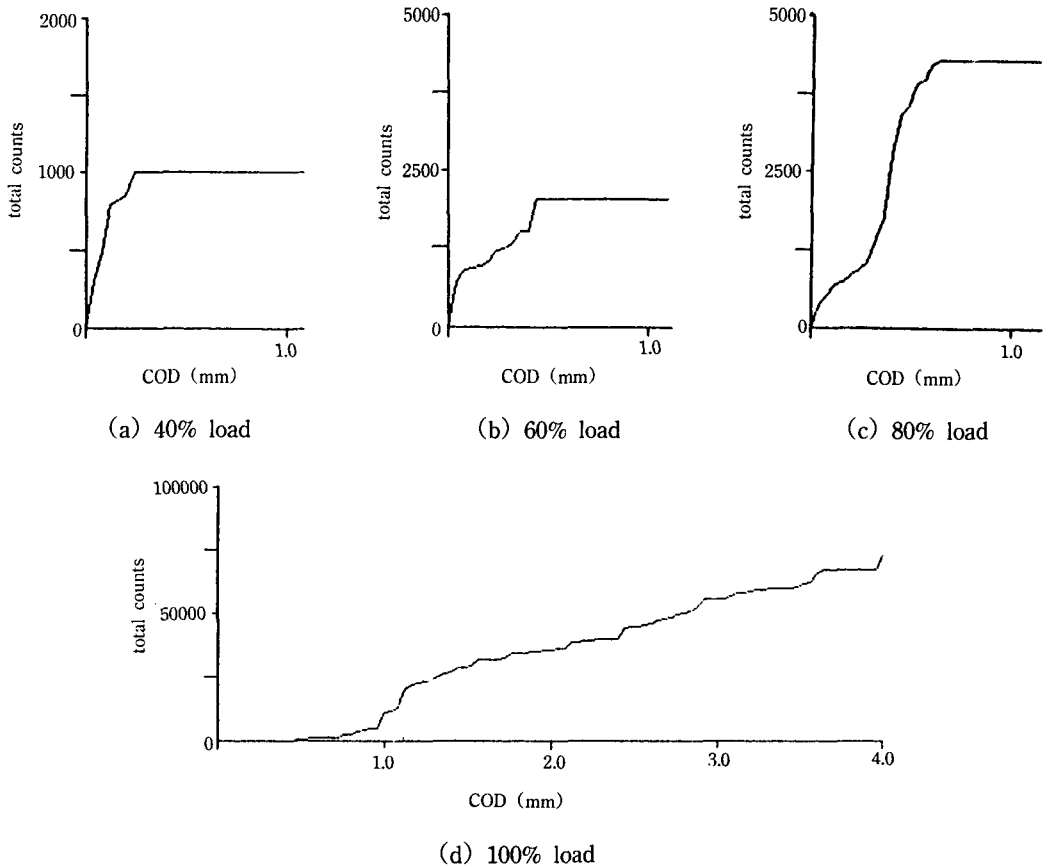 2000
1000
0
total counts
1.0
COD (mm)
(a) 40% load
5000
2500
0
total counts
1.0
COD (mm)
(b) 60% load
5000
2500
0
total counts
1.0
COD (mm)
(c) 80% load
100000
50000
0
total counts
1.0 2.0 3.0 4.0
COD (mm)
(d) 100% load